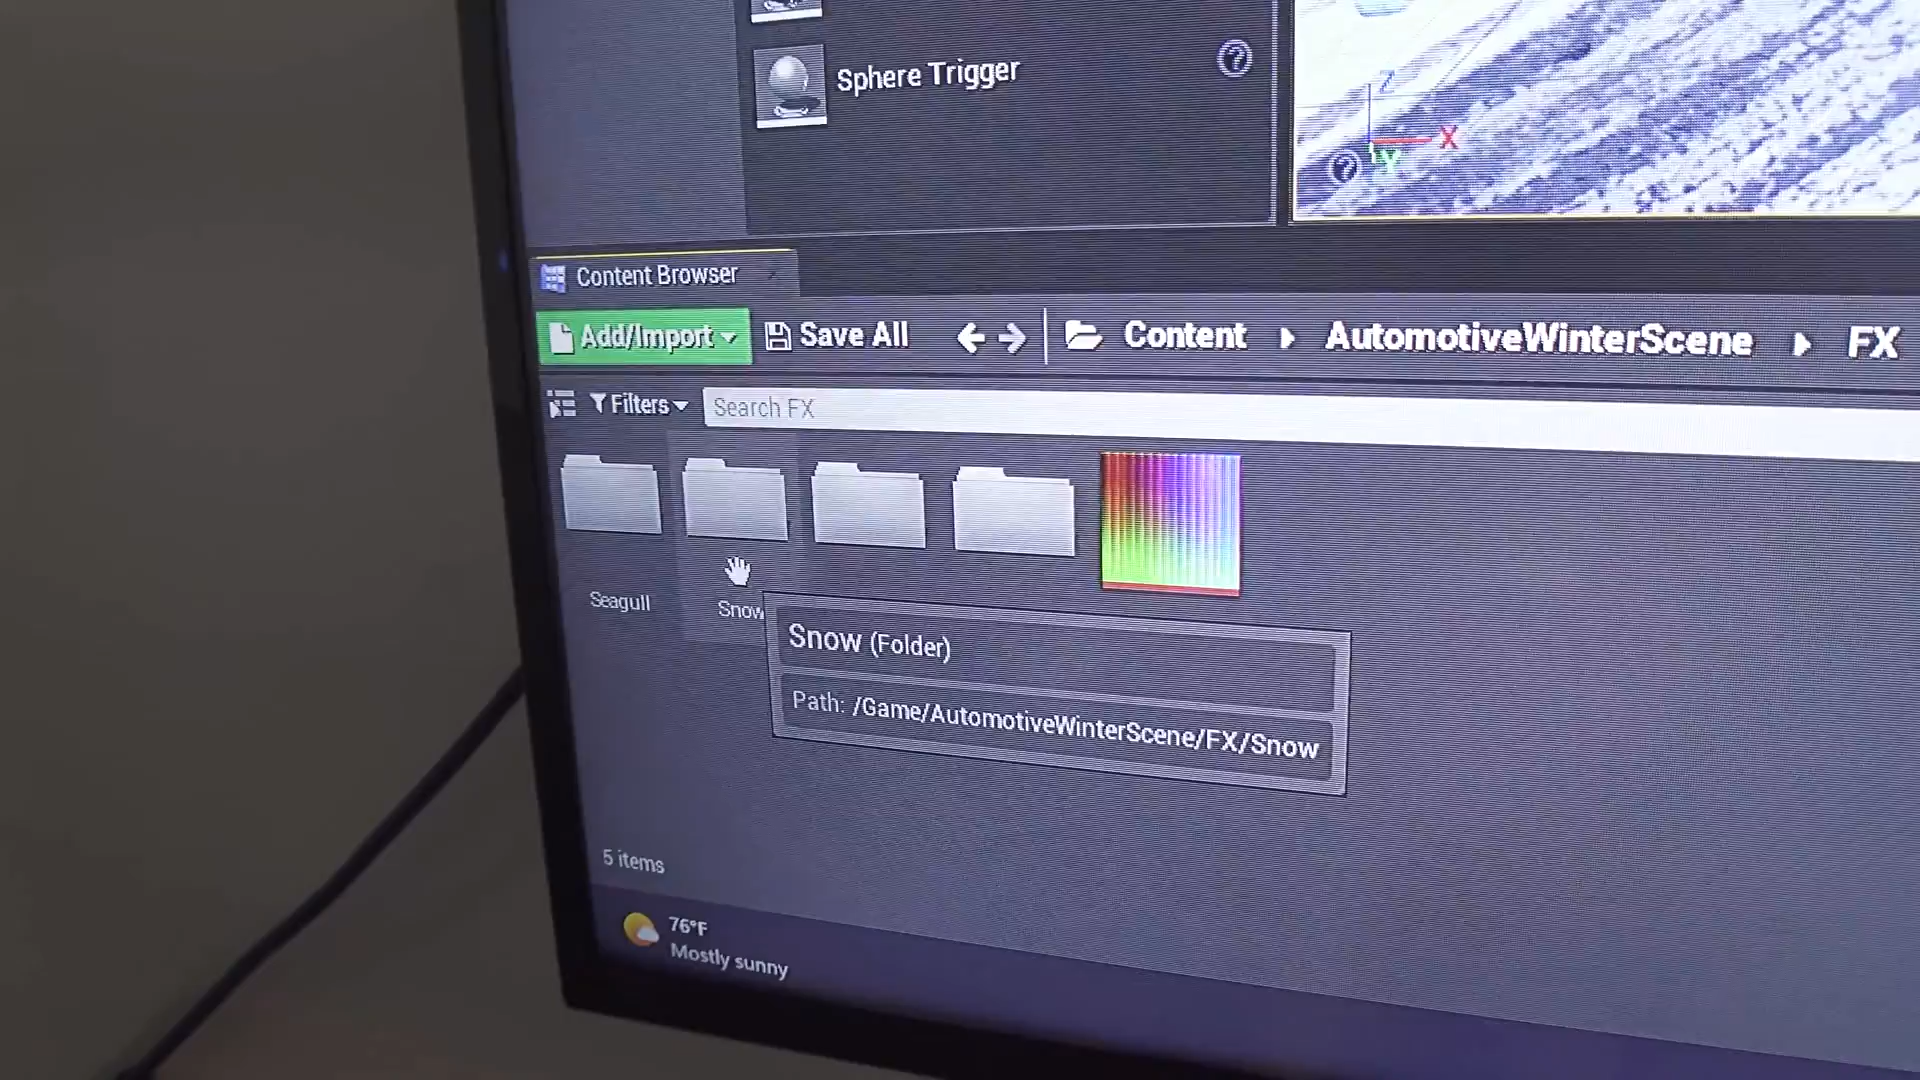 Sphere Trigger
?
Z
X
Y
?
Content Browser
Add/Import
Save All
Content
AutomotiveWinterScene
FX
Filters
Search FX
Seagull
Snow
Snow (Folder)
Path: /Game/AutomotiveWinterScene/FX/Snow
5 items
76°F
Mostly sunny